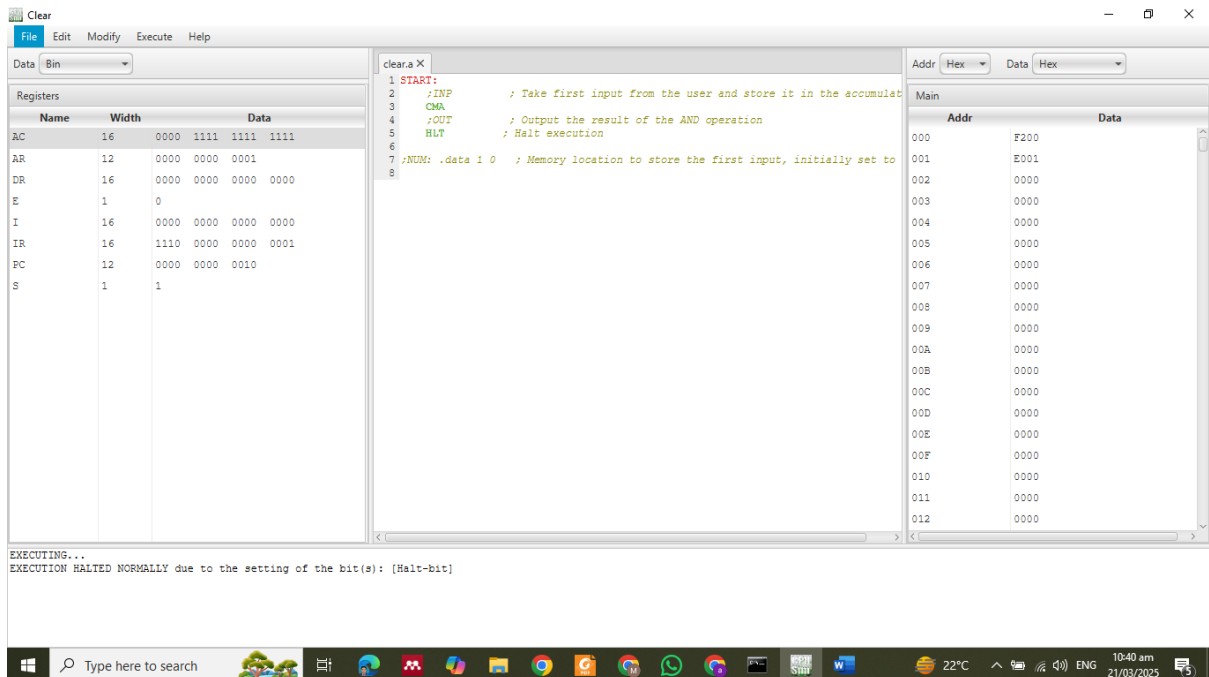 Clear
File Edit Modify Execute Help
Data Bin
Registers
Name Width Data
AC 16 0000 1111 1111 1111
AR 12 0000 0000 0001
DR 16 0000 0000 0000 0000
E 1 0
I 16 0000 0000 0000 0000
IR 16 1110 0000 0000 0001
PC 12 0000 0000 0010
S 1 1
clear.a X
1 START:
2 ;INP ; Take first input from the user and store it in the accumulat
3 CMA
4 ;OUT ; Output the result of the AND operation
5 HLT ; Halt execution
6
7 ;NUM: .data 1 0 ; Memory location to store the first input, initially set to
8
Addr Hex Data Hex
Main
Addr Data
000 F200
001 E001
002 0000
003 0000
004 0000
005 0000
006 0000
007 0000
008 0000
009 0000
00A 0000
00B 0000
00C 0000
00D 0000
00E 0000
00F 0000
010 0000
011 0000
012 0000
EXECUTING...
EXECUTION HALTED NORMALLY due to the setting of the bit(s): [Halt-bit]
Type here to search
22°C ENG 10:40 am
21/03/2025